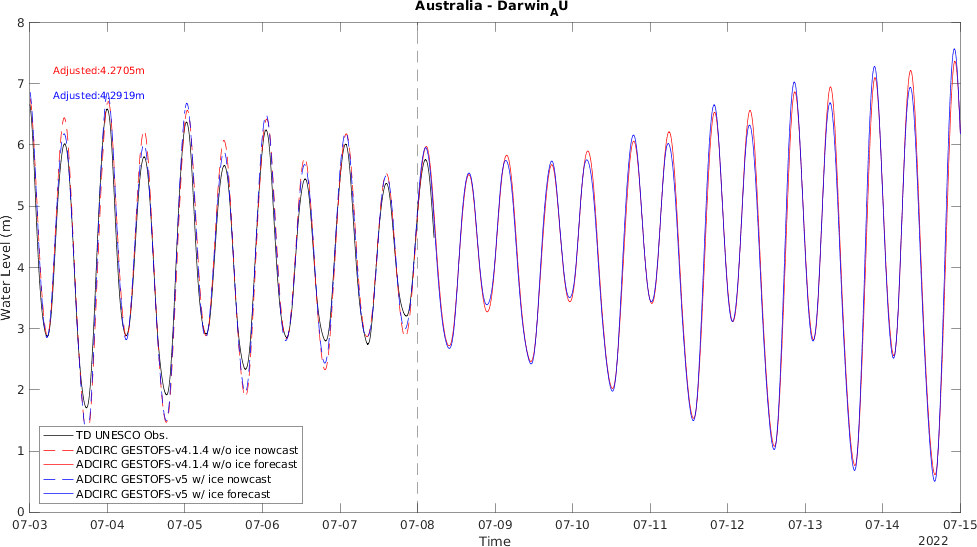 Australia - Darwin_AU
8
7
6
5
4
3
2
1
0
Water Level (m)
Adjusted:4.2705m
Adjusted:4.2919m
TD UNESCO Obs.
ADCIRC GESTOFS-v4.1.4 w/o ice nowcast
ADCIRC GESTOFS-v4.1.4 w/o ice forecast
ADCIRC GESTOFS-v5 w/ ice nowcast
ADCIRC GESTOFS-v5 w/ ice forecast
07-03 07-04 07-05 07-06 07-07 07-08 07-09 07-10 07-11 07-12 07-13 07-14 07-15
Time
2022